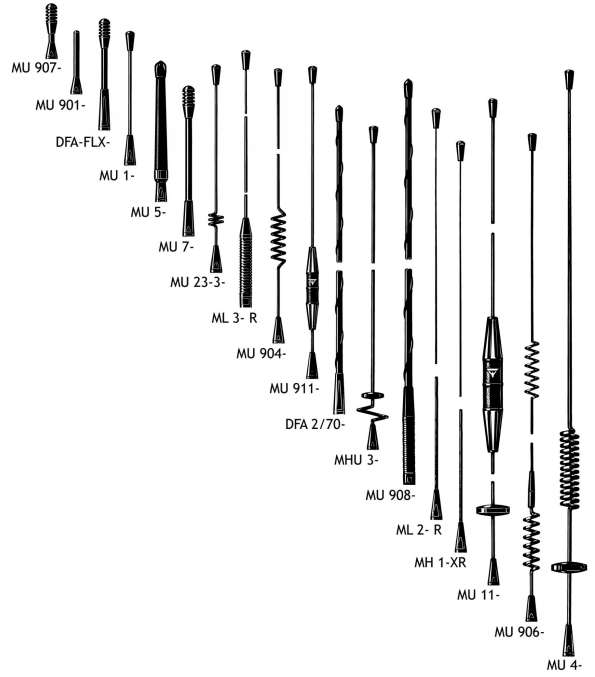 MU 907-
MU 901-
DFA-FLX-
MU 1-
MU 5-
MU 7-
MU 23-3-
ML 3- R
MU 904-
MU 911-
DFA 2/70-
MHU 3-
MU 908-
ML 2- R
MH 1-XR
MU 11-
MU 906-
MU 4-